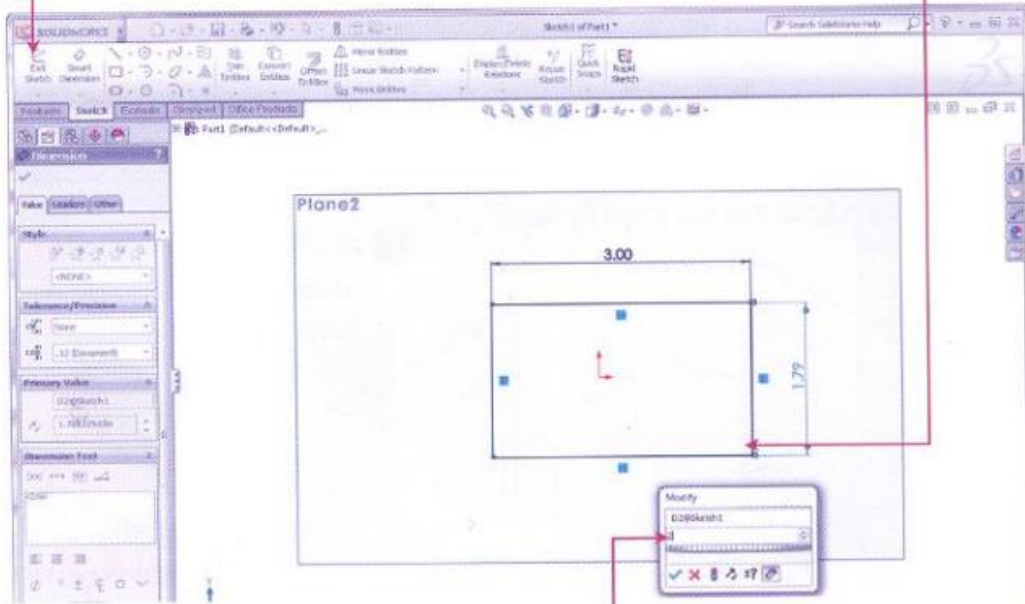 SOLIDWORKS
Sketch1 of Part1 *
Search SolidWorks Help
Exit Sketch
Smart Dimension
Trim Entities
Convert Entities
Offset Entities
Mirror Entities
Linear Sketch Pattern
Move Entities
Display/Delete Relations
Repair Sketch
Quick Snaps
Rapid Sketch
Features
Sketch
Evaluate
DimXpert
Office Products
Part1 (Default<<Default>_...
Dimension
?
Value
Leaders
Other
Style
<NONE>
Tolerance/Precision
None
.12 (Document)
Primary Value
D2@Sketch1
Dimension Text
<DIM>
Plane2
3.00
1.79
Modify
D2@Sketch1